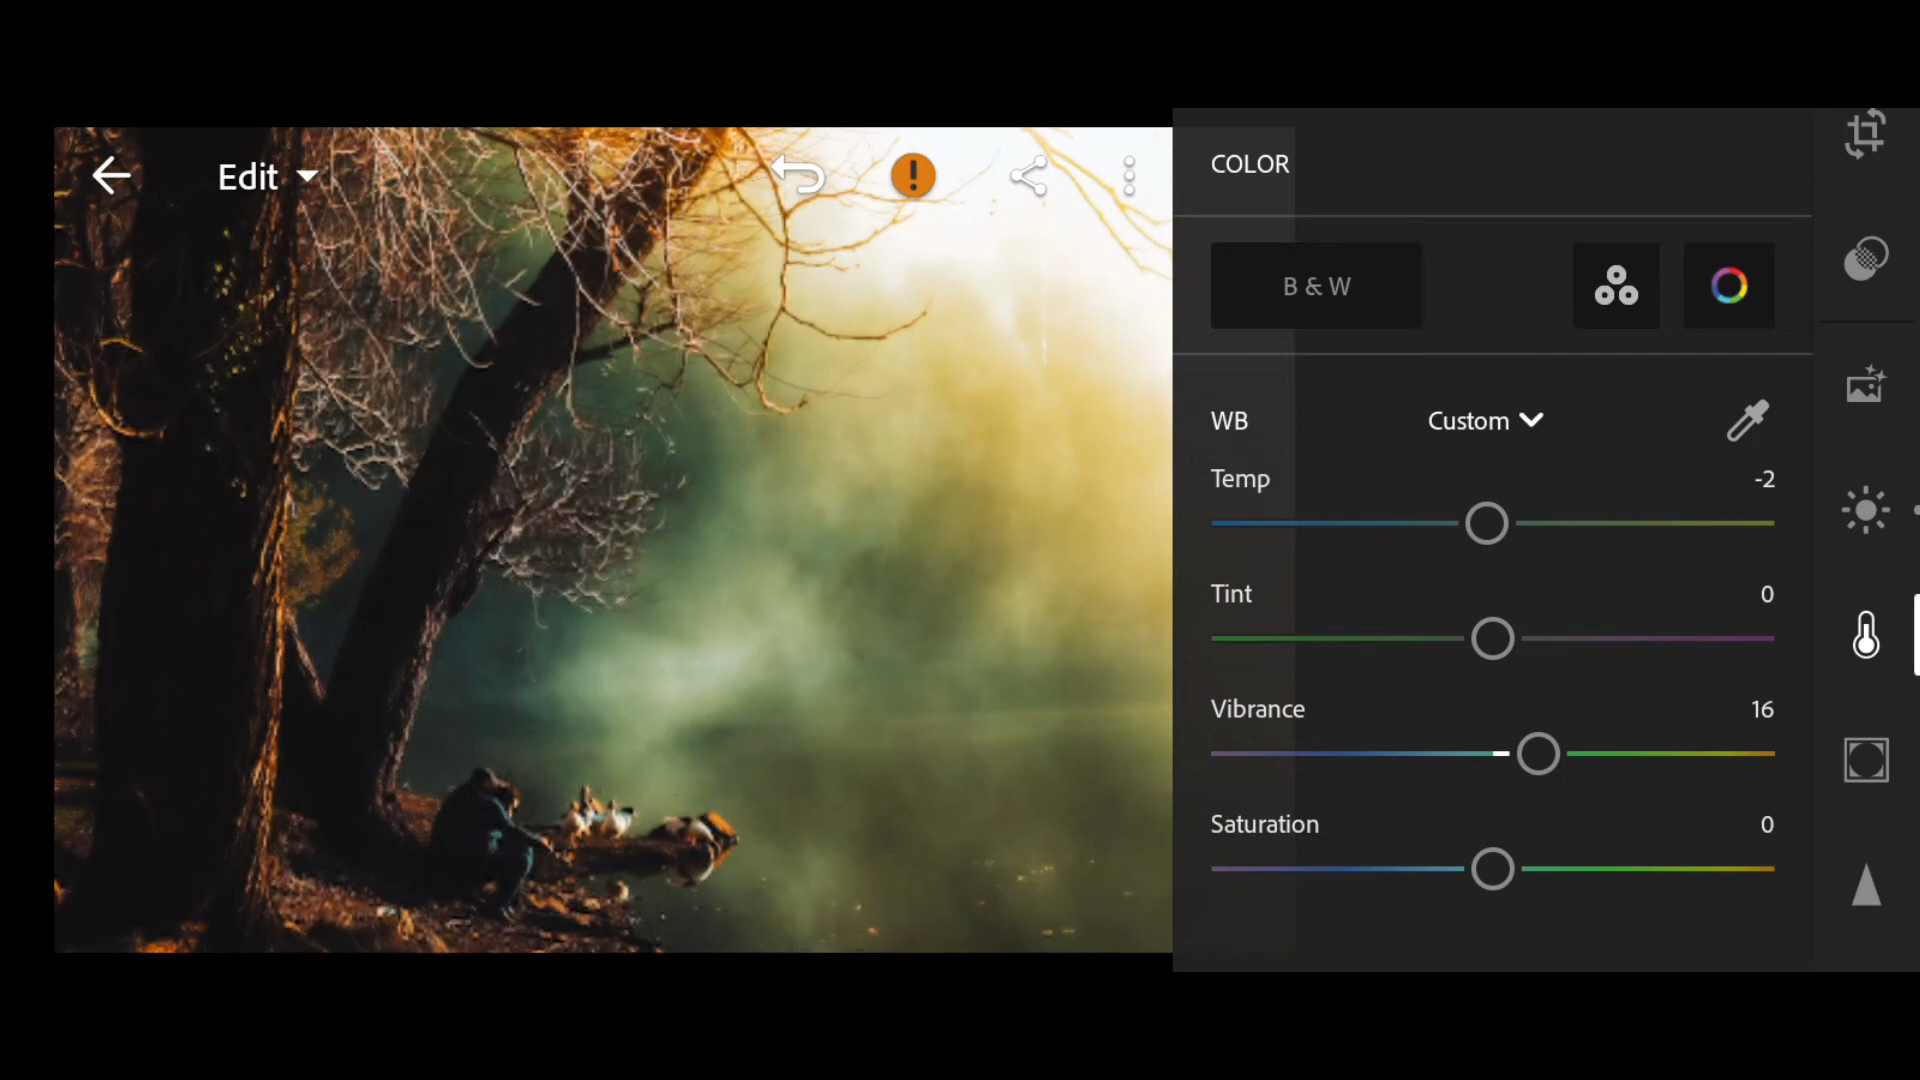 Edit
COLOR
B & W
WB Custom
Temp -2
Tint 0
Vibrance 16
Saturation 0